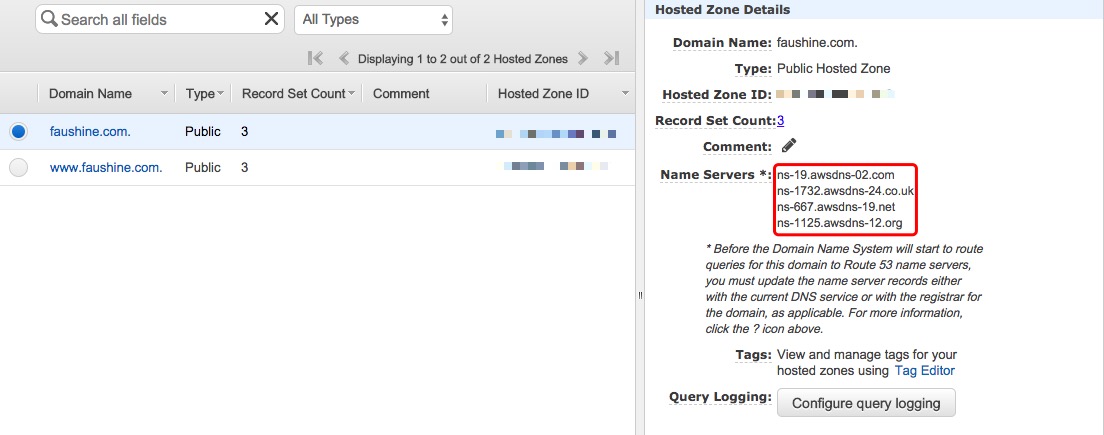 Search all fields
All Types
Displaying 1 to 2 out of 2 Hosted Zones
Domain Name Type Record Set Count Comment Hosted Zone ID
faushine.com. Public 3
www.faushine.com. Public 3
Hosted Zone Details
Domain Name: faushine.com.
Type: Public Hosted Zone
Hosted Zone ID:
Record Set Count: 3
Comment:
Name Servers *: ns-19.awsdns-02.com
ns-1732.awsdns-24.co.uk
ns-667.awsdns-19.net
ns-1125.awsdns-12.org
* Before the Domain Name System will start to route
queries for this domain to Route 53 name servers,
you must update the name server records either
with the current DNS service or with the registrar for
the domain, as applicable. For more information,
click the ? icon above.
Tags: View and manage tags for your
hosted zones using Tag Editor
Query Logging: Configure query logging